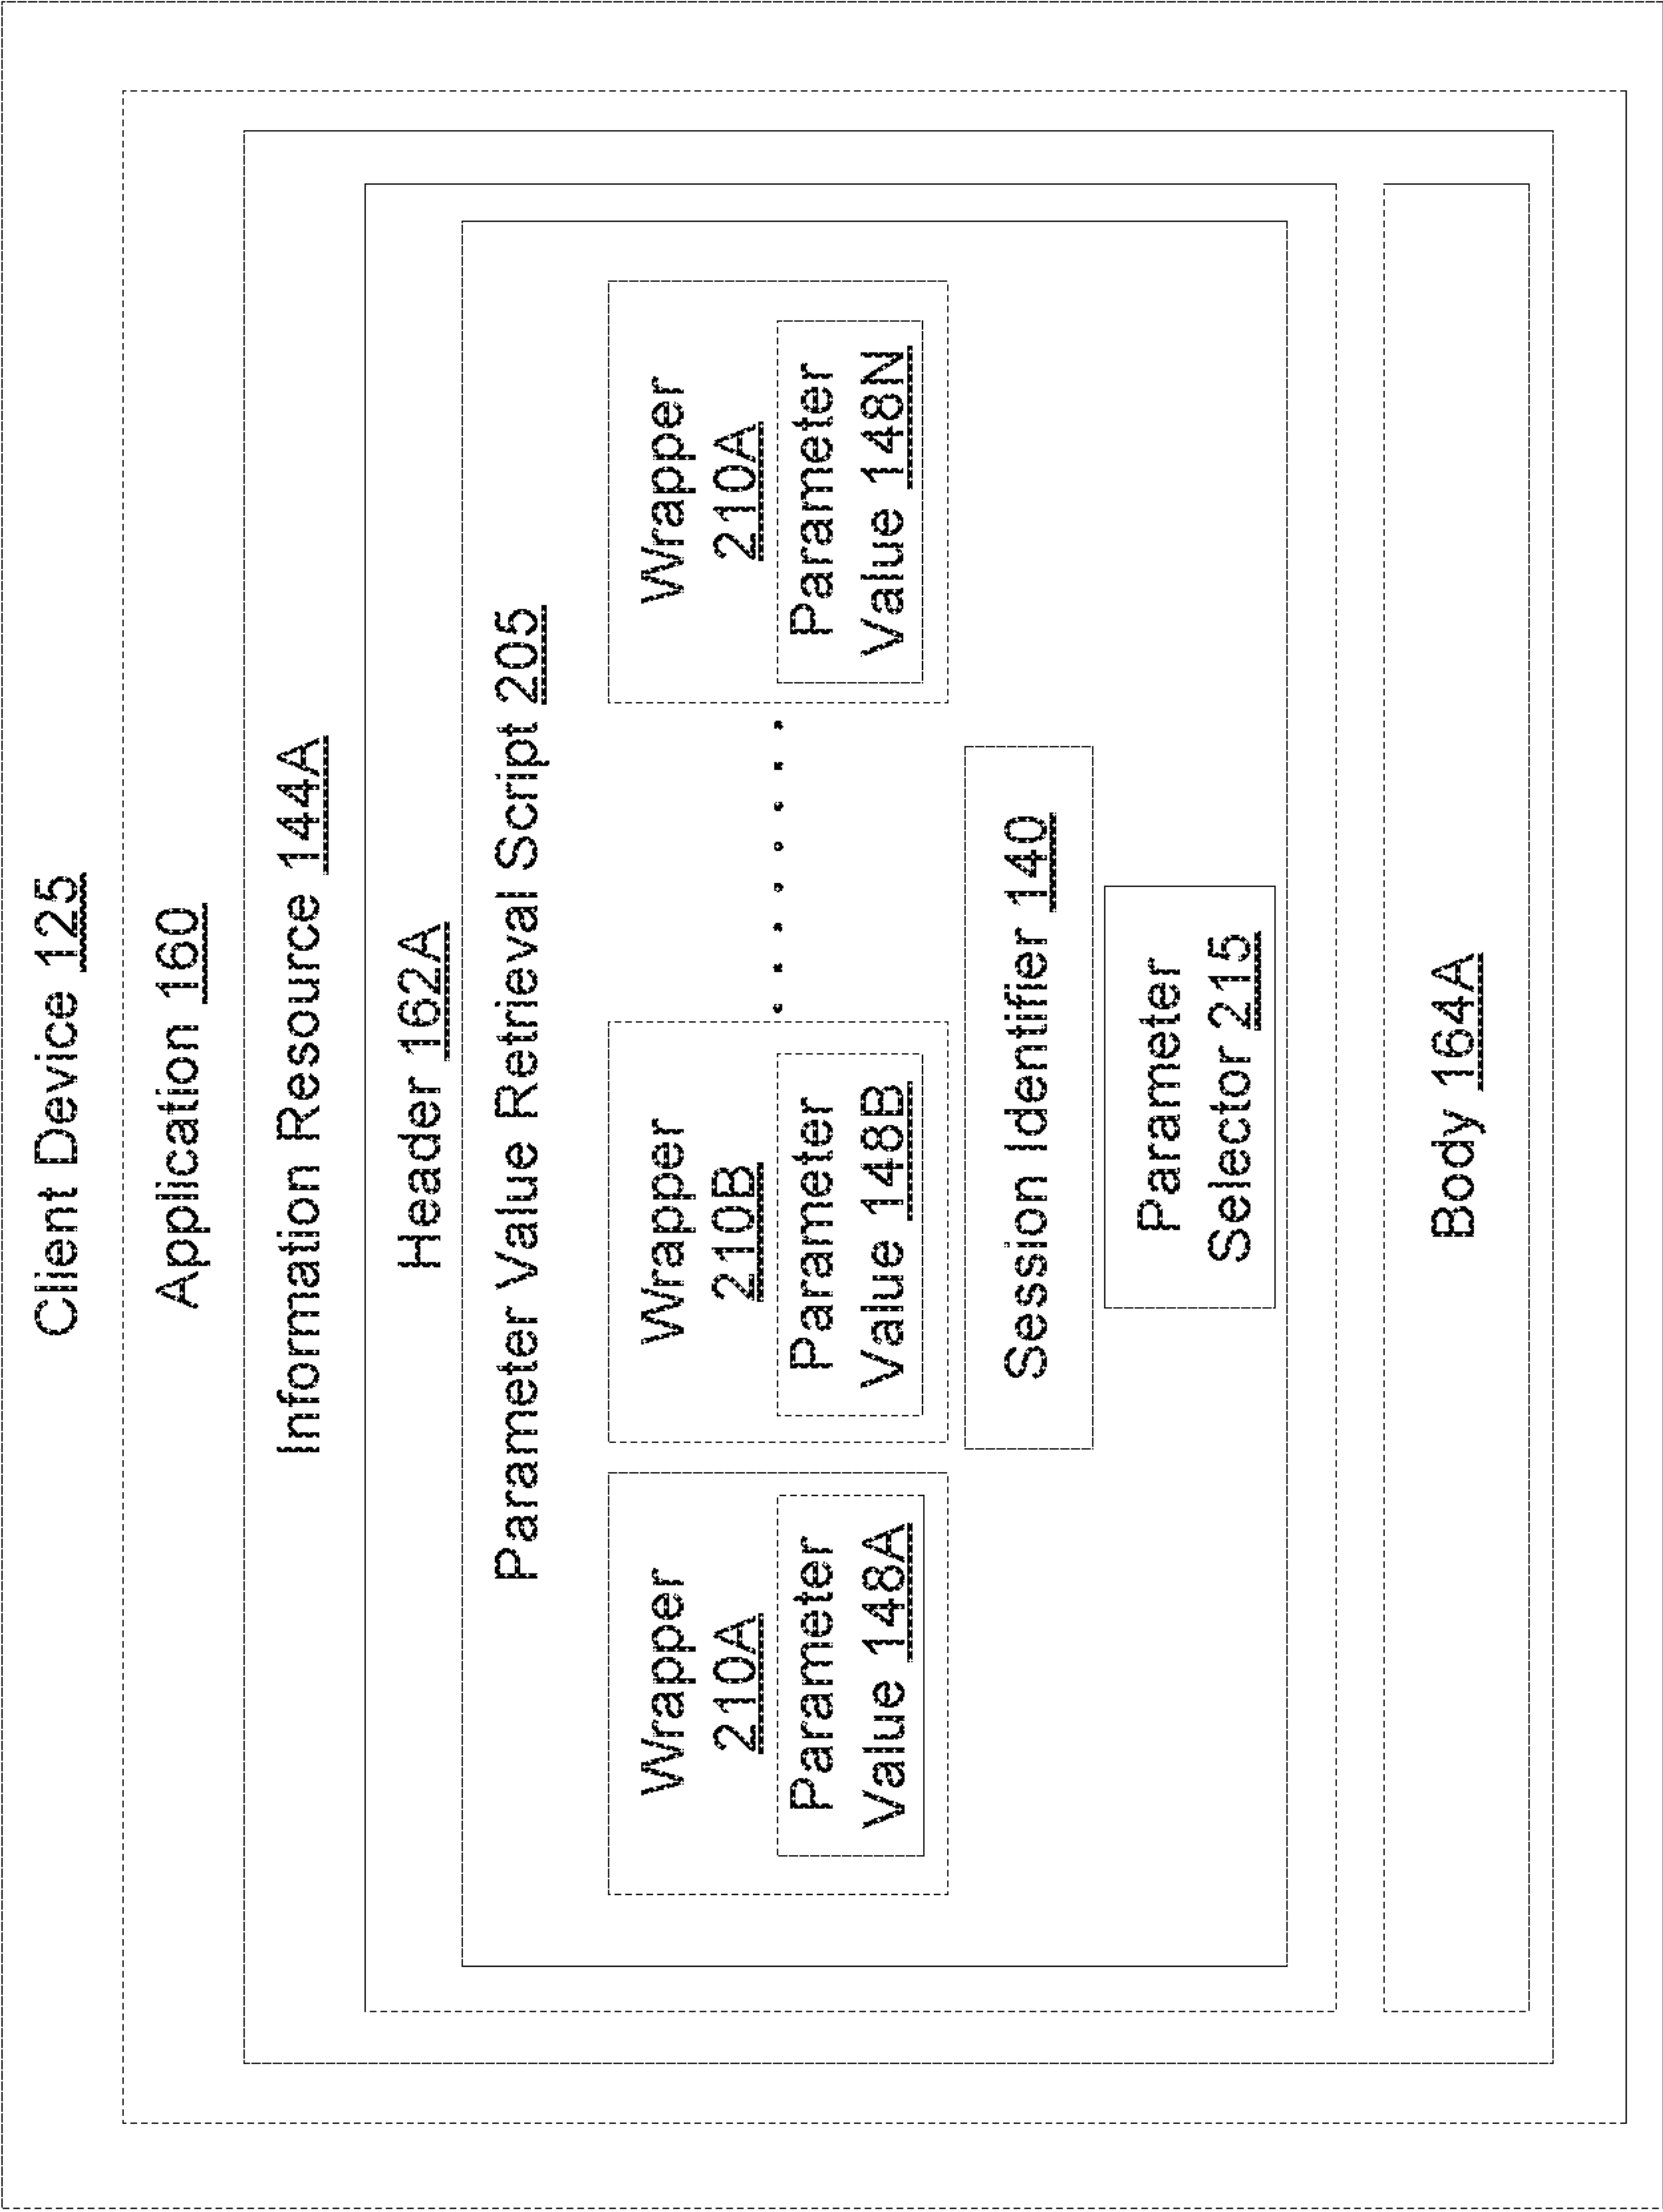 Client Device 125
Application 160
Information Resource 144A
Header 162A
Parameter Value Retrieval Script 205
Wrapper
210A
Parameter
Value 148A
Wrapper
210B
Parameter
Value 148B
Wrapper
210A
Parameter
Value 148N
Session Identifier 140
Parameter
Selector 215
Body 164A